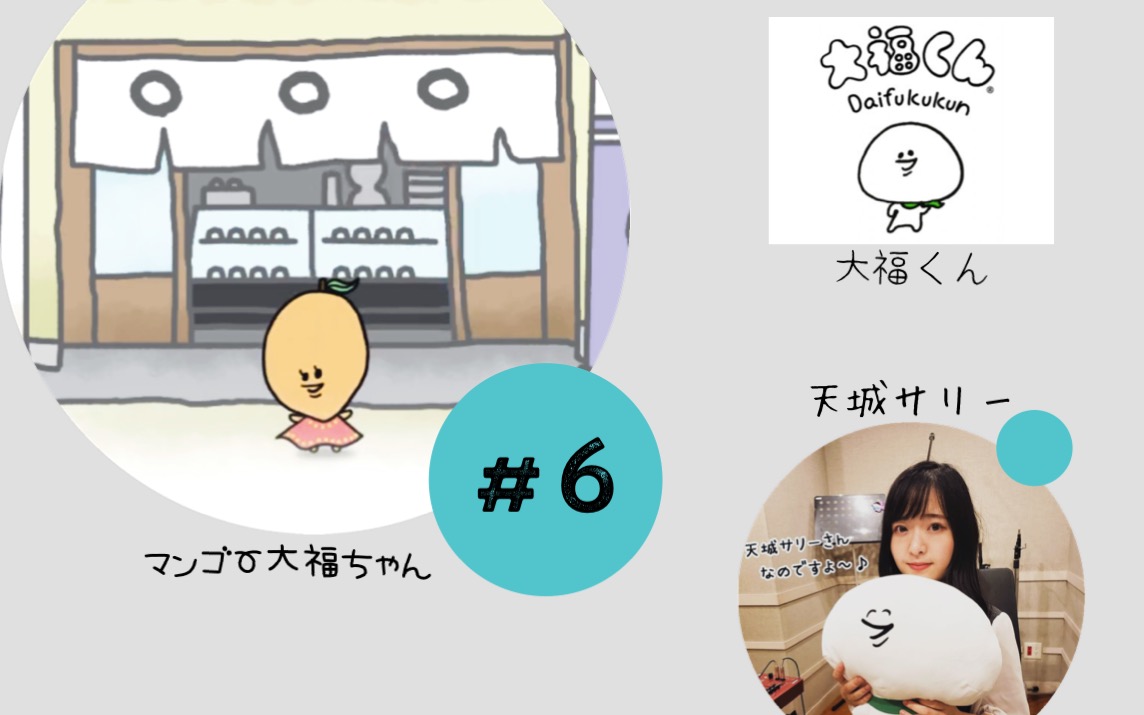 大福くん®
Daifukukun
大福くん
天城サリー
天城サリーさん
なのですよ～♪
#6
マンゴ大福ちゃん